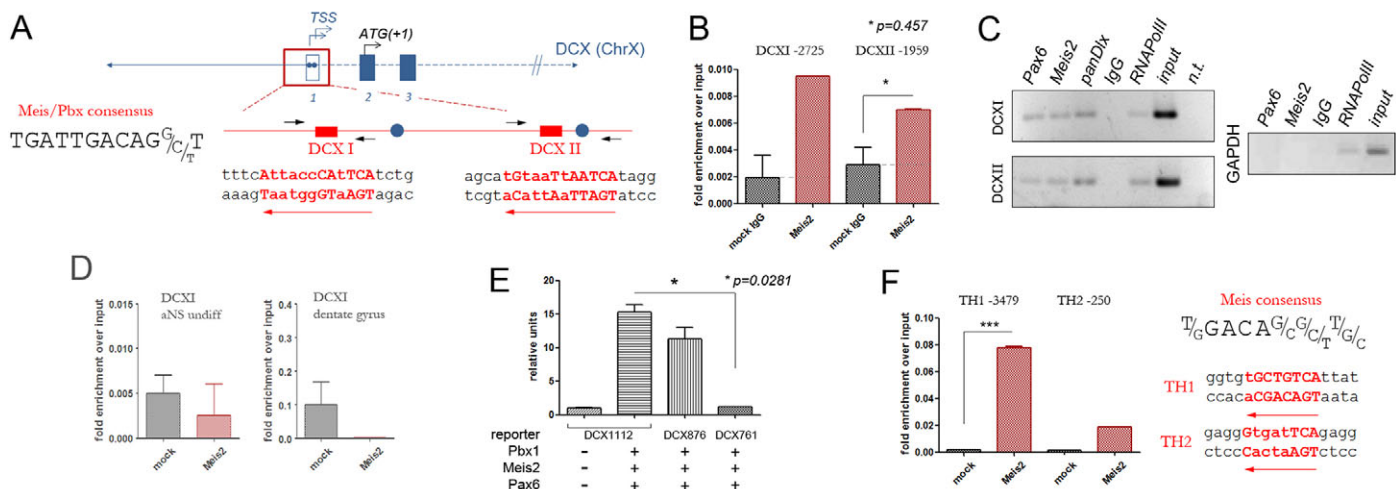 A
TSS
ATG(+1)
DCX (ChrX)
1
2
3
Meis/Pbx consensus
TGATTGACAG G/C/T T
DCX I
DCX II
tttcAttaccCAtTCAtctg
aaagTaatgggGTaAGTagac
agcatGtaaTtAATCAtagg
tcgtaCattAaTTAGTatcc
B
* p=0.457
DCXI -2725
DCXII -1959
fold enrichment over input
0.010
0.008
0.006
0.004
0.002
0.000
*
mock IgG
Meis2
mock IgG
Meis2
C
Pax6
Meis2
panDlx
IgG
RNAPolII
input
n.t.
DCXI
DCXII
Pax6
Meis2
IgG
RNAPolII
input
GAPDH
D
DCXI
aNS undiff
fold enrichment over input
0.015
0.010
0.005
0.000
mock
Meis2
DCXI
dentate gyrus
fold enrichment over input
0.4
0.3
0.2
0.1
0.0
mock
Meis2
E
* p=0.0281
*
relative units
20
15
10
5
0
reporter
DCX1112
DCX876
DCX761
Pbx1 - + + +
Meis2 - + + +
Pax6 - + + +
F
TH1 -3479
TH2 -250
fold enrichment over input
0.10
0.08
0.06
0.04
0.02
0.00
***
mock
Meis2
mock
Meis2
Meis consensus
T/G GACA G/C G/C/T T/G/C
TH1
ggtgtGCTGTCAttat
ccacaCGACAGTaata
TH2
gaggGtgatTCAgagg
ctccCactaAGTctcc